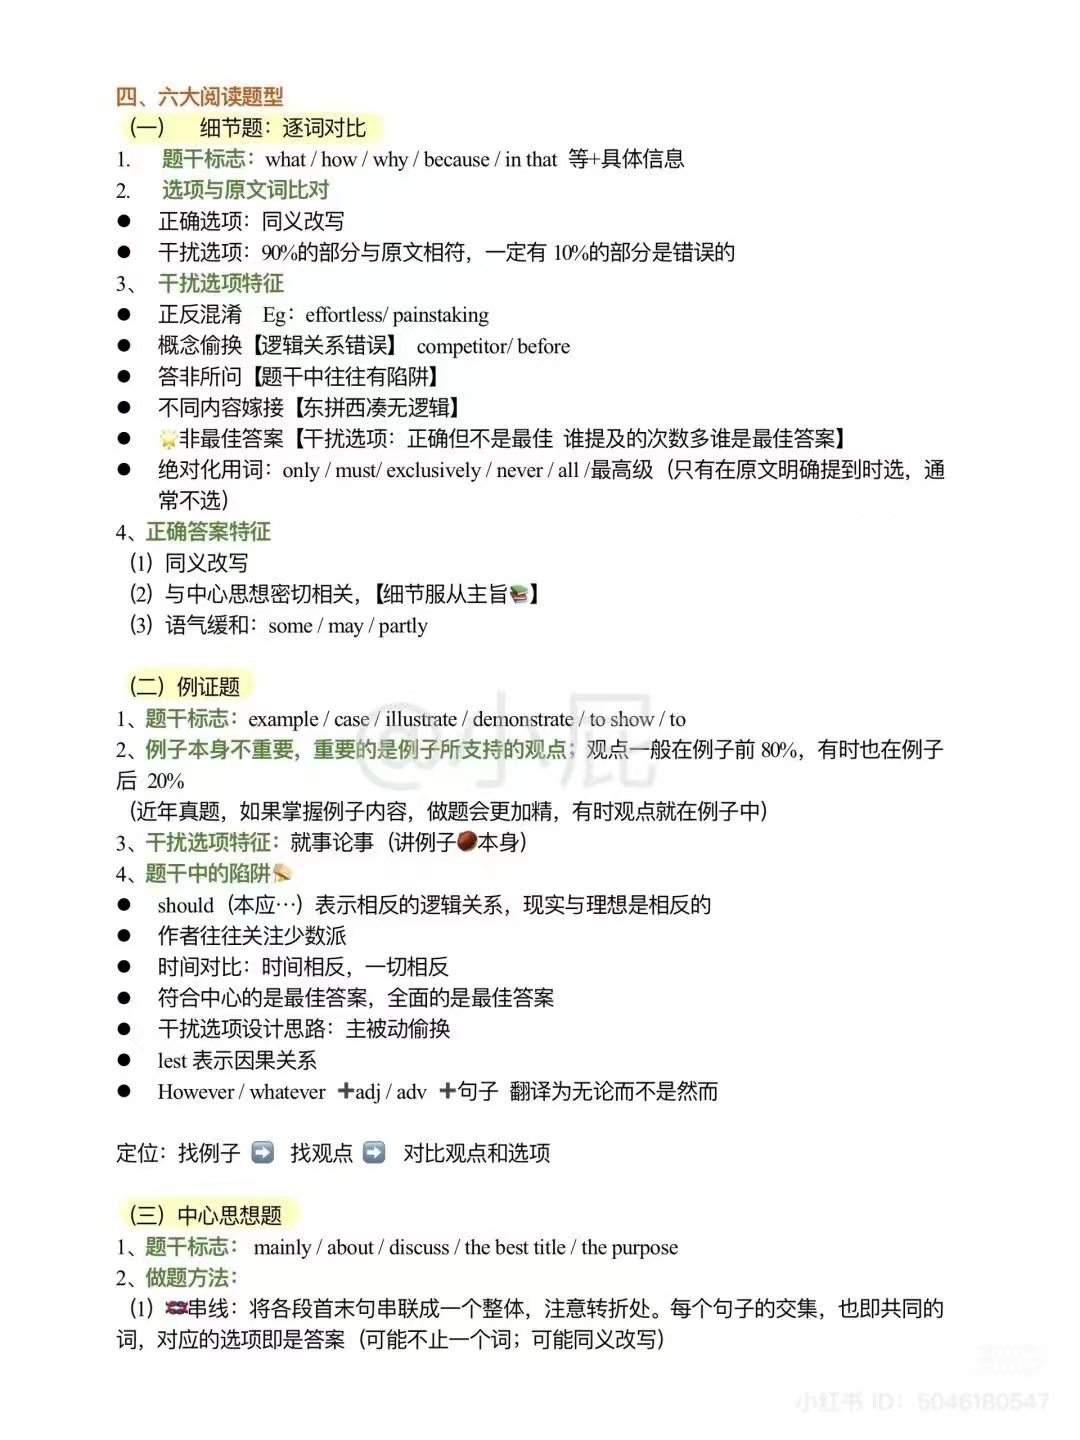 四、六大阅读题型
（一） 细节题：逐词对比
1. 题干标志：what / how / why / because / in that 等+具体信息
2. 选项与原文词比对
● 正确选项：同义改写
● 干扰选项：90%的部分与原文相符，一定有 10%的部分是错误的
3、 干扰选项特征
● 正反混淆 Eg：effortless/ painstaking
● 概念偷换【逻辑关系错误】 competitor/ before
● 答非所问【题干中往往有陷阱】
● 不同内容嫁接【东拼西凑无逻辑】
● 🌟非最佳答案【干扰选项：正确但不是最佳 谁提及的次数多谁是最佳答案】
● 绝对化用词：only / must/ exclusively / never / all /最高级（只有在原文明确提到时选，通
常不选）
4、正确答案特征
（1）同义改写
（2）与中心思想密切相关，【细节服从主旨📚】
（3）语气缓和：some / may / partly
（二）例证题
1、题干标志：example / case / illustrate / demonstrate / to show / to
2、例子本身不重要，重要的是例子所支持的观点；观点一般在例子前 80%，有时也在例子
后 20%
（近年真题，如果掌握例子内容，做题会更加精，有时观点就在例子中）
3、干扰选项特征：就事论事（讲例子🌰本身）
4、题干中的陷阱
● should（本应…）表示相反的逻辑关系，现实与理想是相反的
● 作者往往关注少数派
● 时间对比：时间相反，一切相反
● 符合中心的是最佳答案，全面的是最佳答案
● 干扰选项设计思路：主被动偷换
● lest 表示因果关系
● However / whatever ➕adj / adv ➕句子 翻译为无论而不是然而
定位：找例子 ➡️ 找观点 ➡️ 对比观点和选项
（三）中心思想题
1、题干标志： mainly / about / discuss / the best title / the purpose
2、做题方法：
（1）🪢串线：将各段首末句串联成一个整体，注意转折处。每个句子的交集，也即共同的
词，对应的选项即是答案（可能不止一个词；可能同义改写）
@小屁
小红书 ID：5046180547